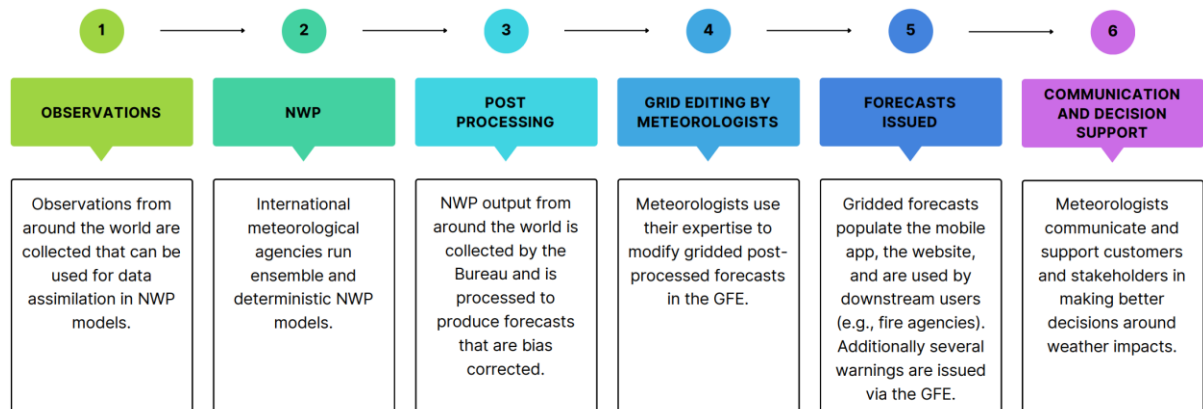 1
2
3
4
5
6
OBSERVATIONS
NWP
POST
PROCESSING
GRID EDITING BY
METEOROLOGISTS
FORECASTS
ISSUED
COMMUNICATION
AND DECISION
SUPPORT
Observations from
around the world are
collected that can be
used for data
assimilation in NWP
models.
International
meteorological
agencies run
ensemble and
deterministic NWP
models.
NWP output from
around the world is
collected by the
Bureau and is
processed to
produce forecasts
that are bias
corrected.
Meteorologists use
their expertise to
modify gridded post-
processed forecasts
in the GFE.
Gridded forecasts
populate the mobile
app, the website,
and are used by
downstream users
(e.g., fire agencies).
Additionally several
warnings are issued
via the GFE.
Meteorologists
communicate and
support customers
and stakeholders in
making better
decisions around
weather impacts.